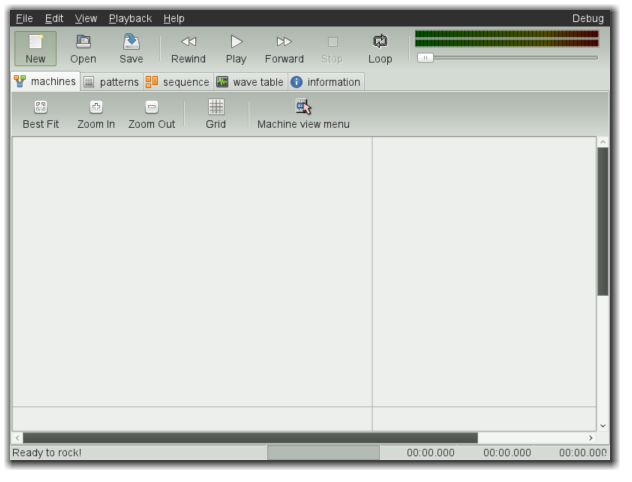 File Edit View Playback Help Debug
New Open Save Rewind Play Forward Stop Loop
machines patterns sequence wave table information
Best Fit Zoom In Zoom Out Grid Machine view menu
Ready to rock! 00:00.000 00:00.000 00:00.000